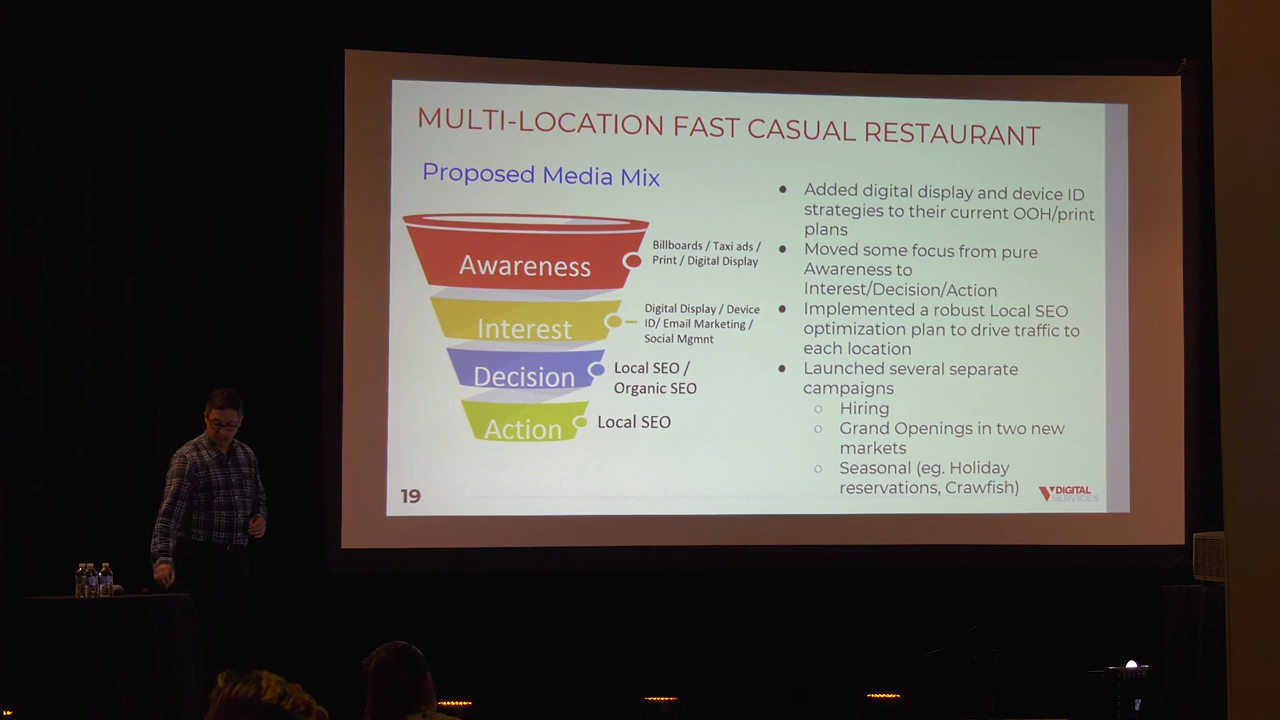 MULTI-LOCATION FAST CASUAL RESTAURANT
Proposed Media Mix
Awareness
Billboards / Taxi ads /
Print / Digital Display
Interest
Digital Display / Device
ID/ Email Marketing /
Social Mgmnt
Decision
Local SEO /
Organic SEO
Action
Local SEO
● Added digital display and device ID
strategies to their current OOH/print
plans
● Moved some focus from pure
Awareness to
Interest/Decision/Action
● Implemented a robust Local SEO
optimization plan to drive traffic to
each location
● Launched several separate
campaigns
○ Hiring
○ Grand Openings in two new
markets
○ Seasonal (eg. Holiday
reservations, Crawfish)
19
DIGITAL
SERVICES